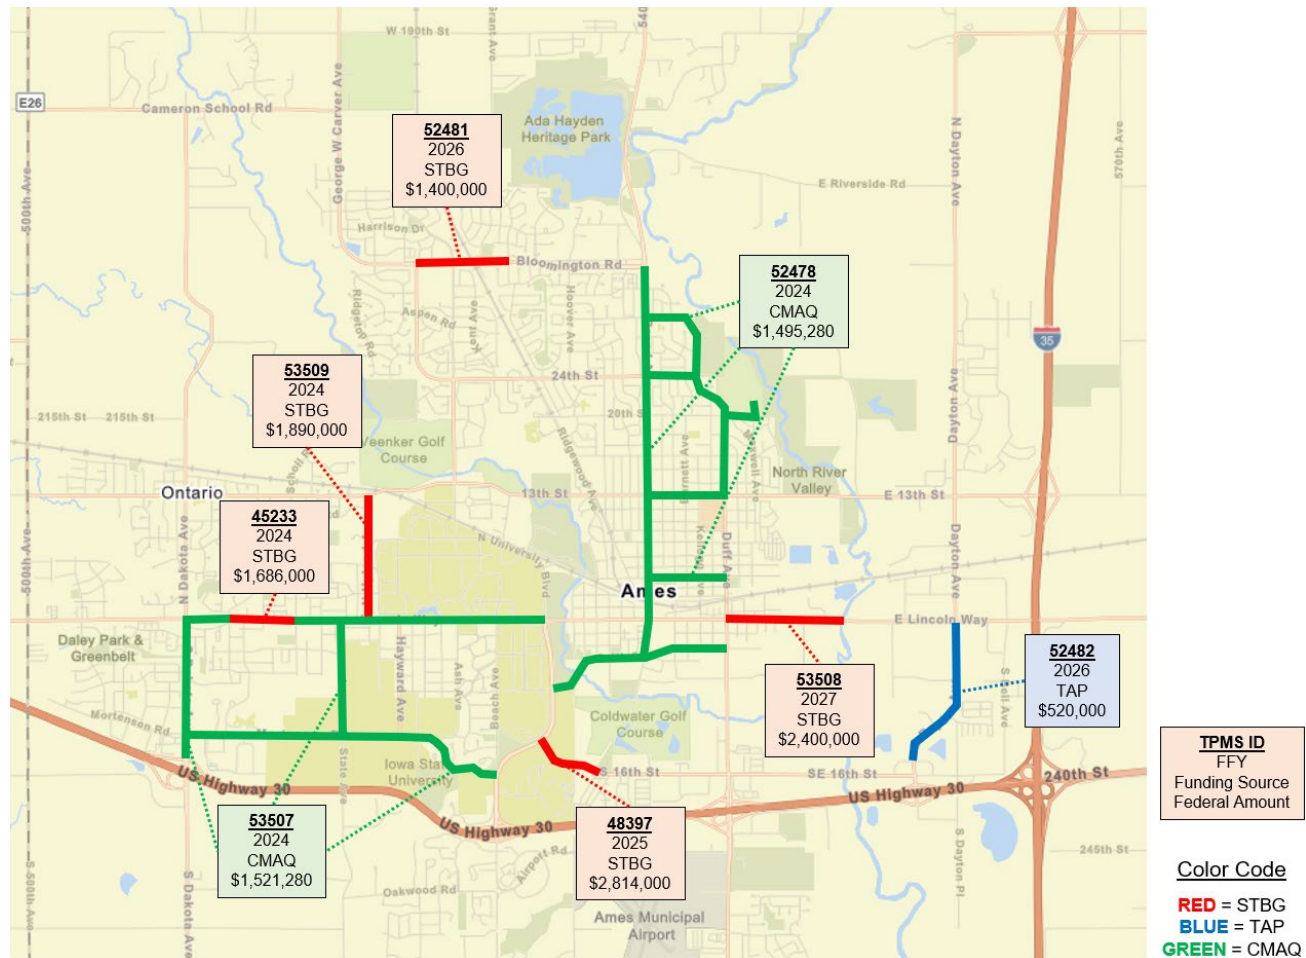 W 190th St
Grant Ave
E26
Cameron School Rd
George W Carver Ave
Ada Hayden
Heritage Park
N Dayton Ave
570th Ave
500th Ave
52481
2026
STBG
$1,400,000
E Riverside Rd
Harrison Dr
Bloomington Rd
52478
2024
CMAQ
$1,495,280
Ridgetop Rd
Aspen Rd
Kent Ave
Hoover Ave
35
53509
2024
STBG
$1,890,000
24th St
Dayton Ave
215th St
215th St
20th St
Veenker Golf
Course
Ridgewood Ave
North River
Valley
Ontario
13th St
E 13th St
45233
2024
STBG
$1,686,000
N Dakota Ave
N University Blvd
Duff Ave
Dayton Ave
500th Ave
Ames
E Lincoln Way
Daley Park &
Greenbelt
Hayward Ave
Ash Ave
Beach Ave
52482
2026
TAP
$520,000
53508
2027
STBG
$2,400,000
Mortensen Rd
State Ave
Coldwater Golf
Course
Iowa State
University
S 16th St
SE 16th St
240th St
US Highway 30
US Highway 30
US Highway 30
TPMS ID
FFY
Funding Source
Federal Amount
53507
2024
CMAQ
$1,521,280
48397
2025
STBG
$2,814,000
Airport Rd
245th St
Oakwood Rd
S 500th Ave
S Dakota Ave
S Dayton Pl
Ames Municipal
Airport
Color Code
RED = STBG
BLUE = TAP
GREEN = CMAQ